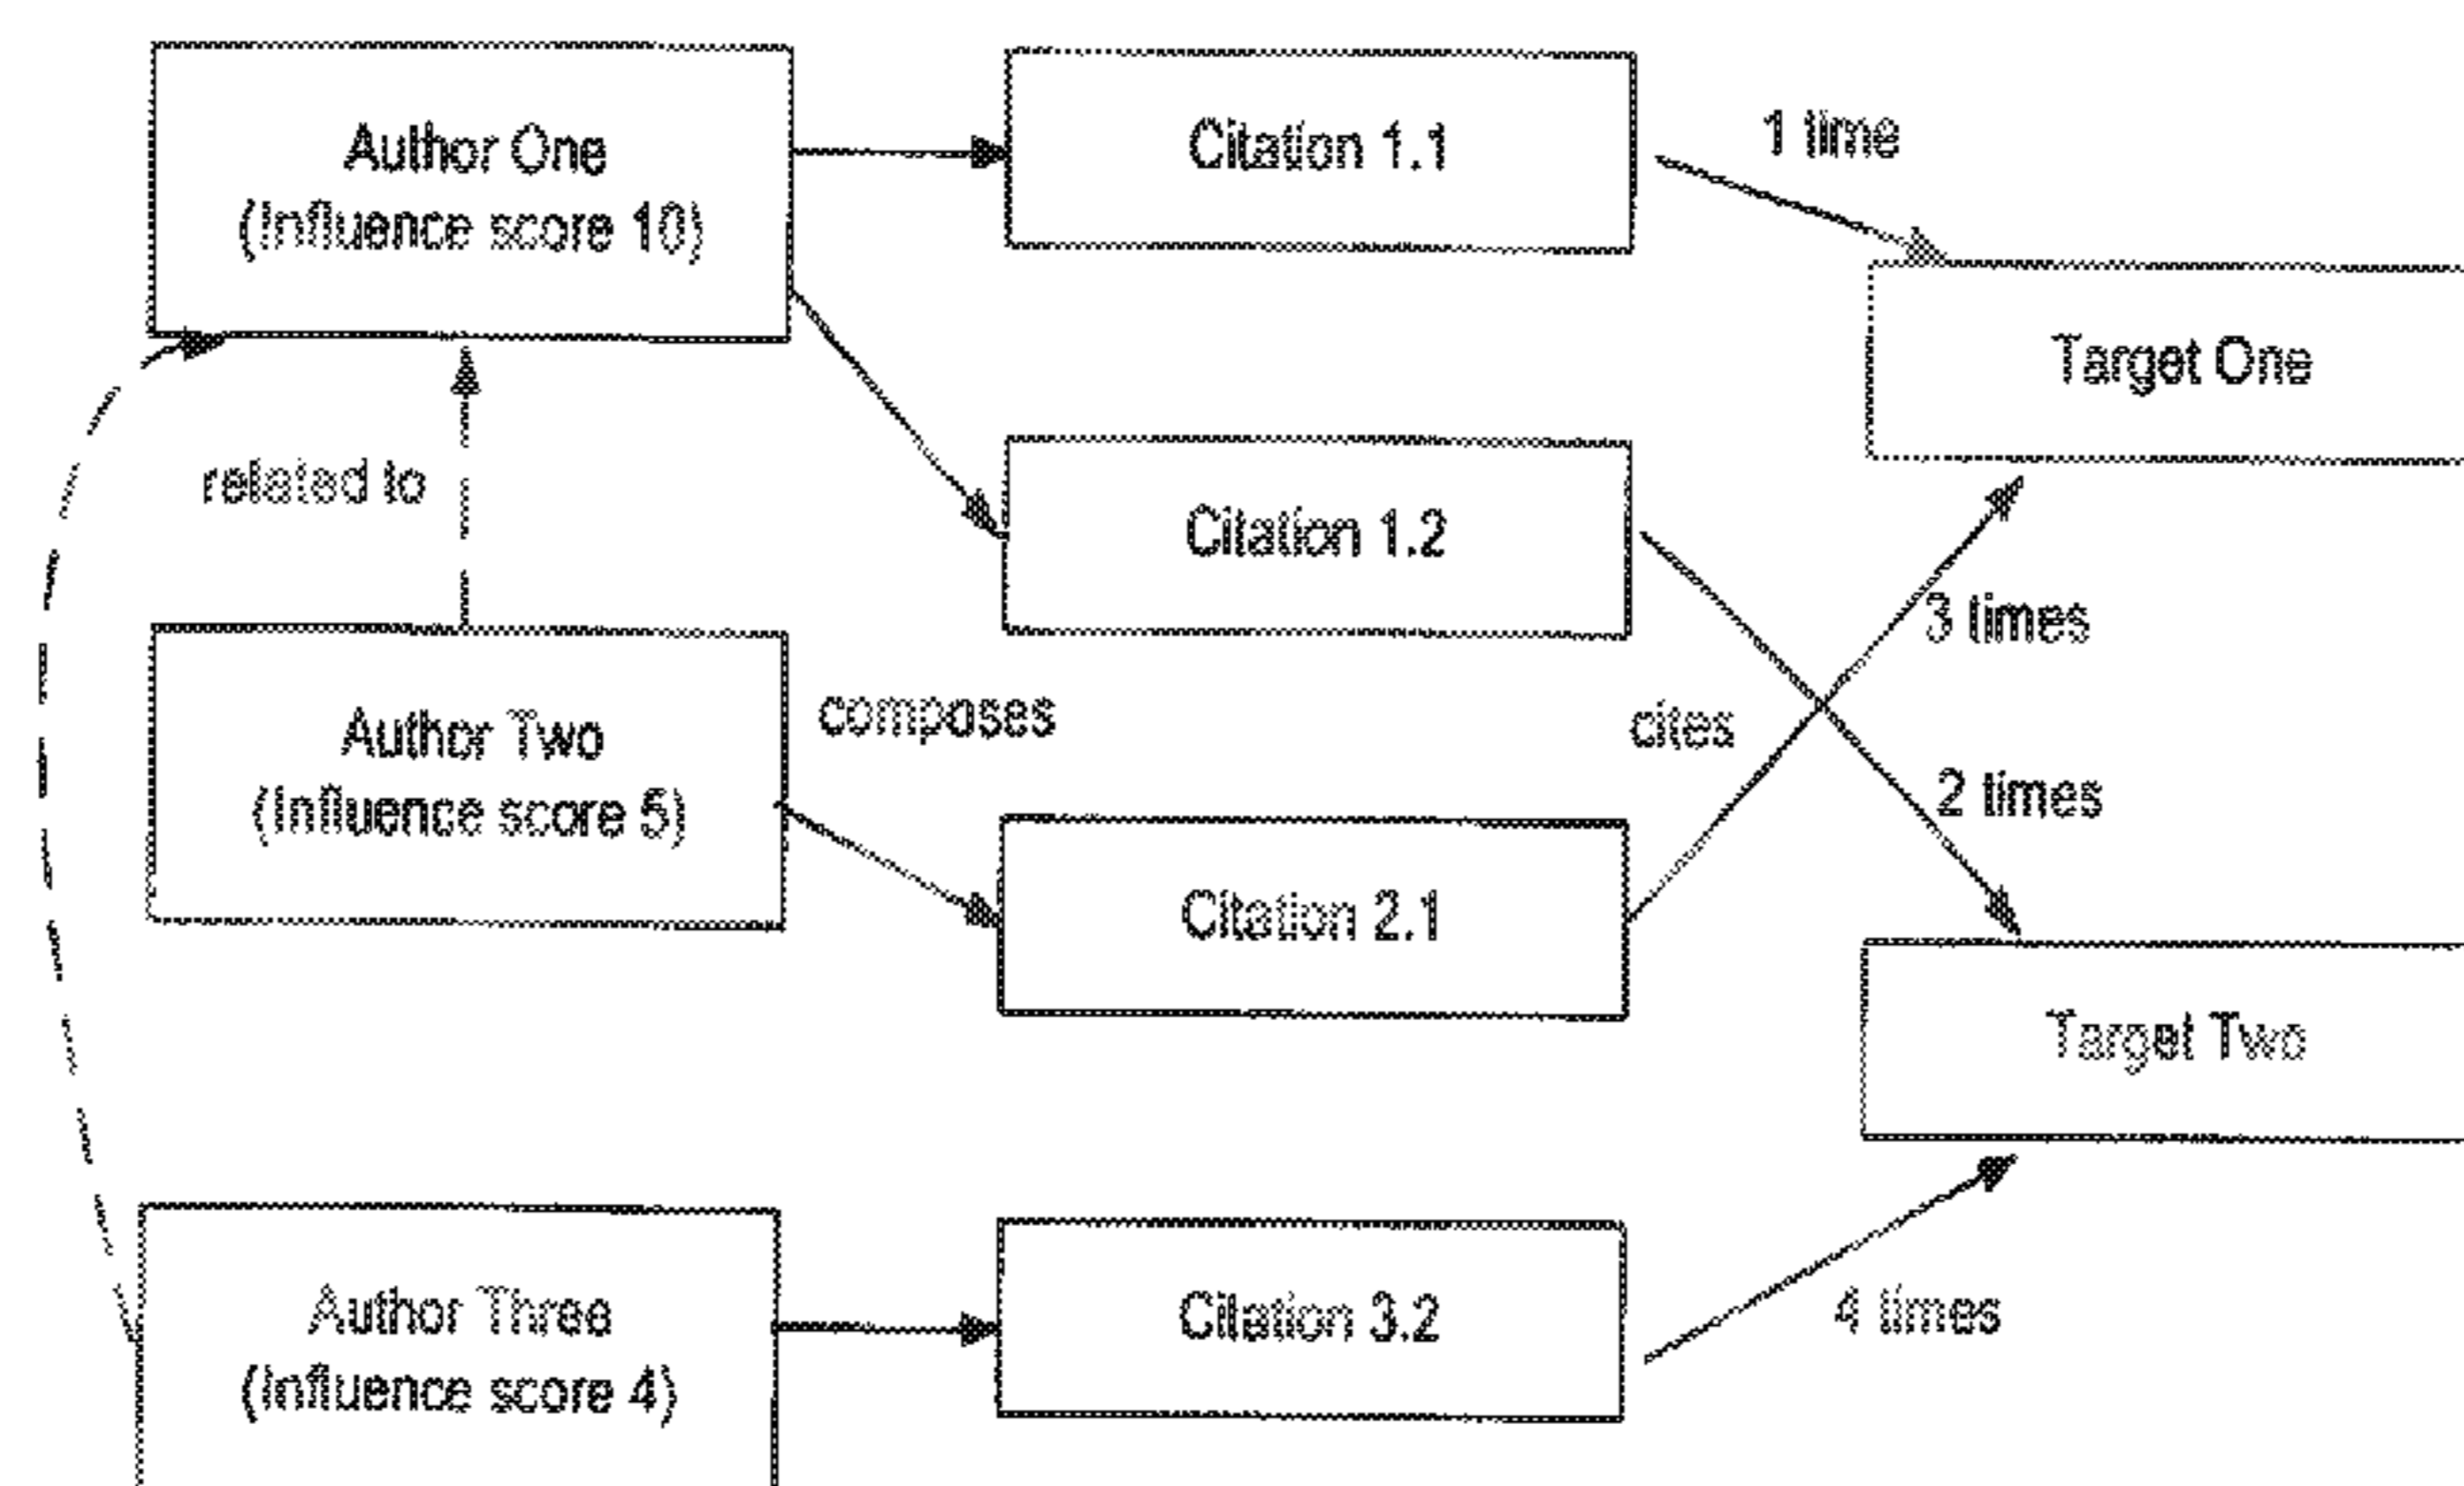 Author One
(Influence score 10)
Citation 1.1
1 time
Target One
related to
Citation 1.2
3 times
Author Two
(Influence score 5)
composes
cites
2 times
Citation 2.1
Target Two
Author Three
(Influence score 4)
Citation 3.2
4 times